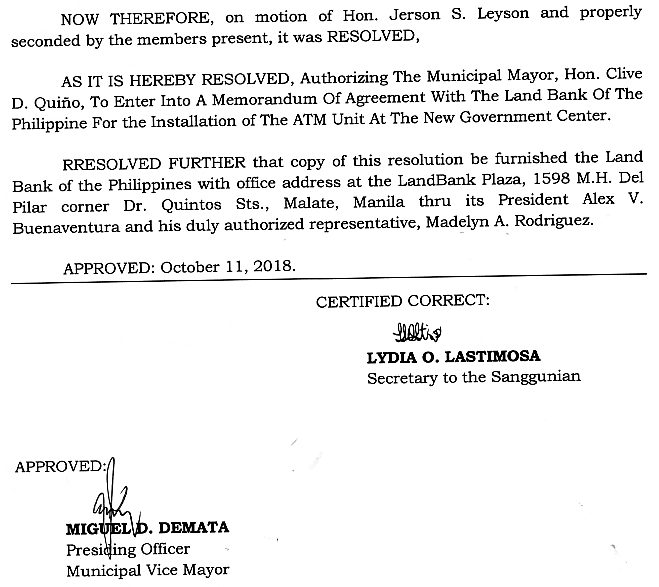 NOW THEREFORE, on motion of Hon. Jerson S. Leyson and properly
seconded by the members present, it was RESOLVED,
AS IT IS HEREBY RESOLVED, Authorizing The Municipal Mayor, Hon. Clive
D. Quiño, To Enter Into A Memorandum Of Agreement With The Land Bank Of The
Philippine For the Installation of The ATM Unit At The New Government Center.
RRESOLVED FURTHER that copy of this resolution be furnished the Land
Bank of the Philippines with office address at the LandBank Plaza, 1598 M.H. Del
Pilar corner Dr. Quintos Sts., Malate, Manila thru its President Alex V.
Buenaventura and his duly authorized representative, Madelyn A. Rodriguez.
APPROVED: October 11, 2018.
CERTIFIED CORRECT:
LYDIA O. LASTIMOSA
Secretary to the Sanggunian
APPROVED:
MIGUEL D. DEMATA
Presiding Officer
Municipal Vice Mayor